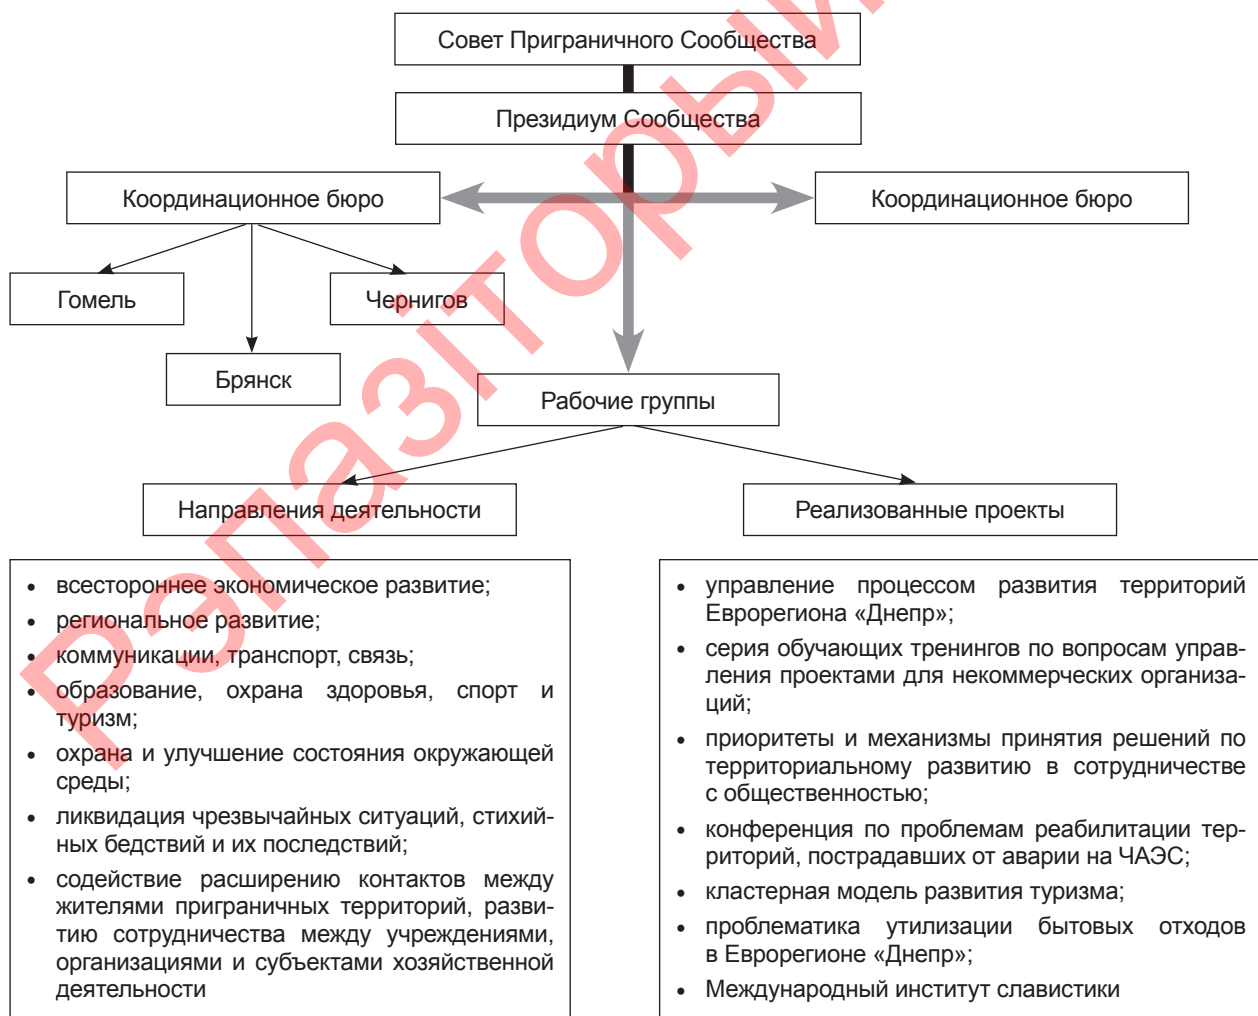 Совет Приграничного Сообщества
Президиум Сообщества
Координационное бюро
Координационное бюро
Гомель
Чернигов
Брянск
Рабочие группы
Направления деятельности
Реализованные проекты
• всестороннее экономическое развитие;
• региональное развитие;
• коммуникации, транспорт, связь;
• образование, охрана здоровья, спорт и
туризм;
• охрана и улучшение состояния окружающей
среды;
• ликвидация чрезвычайных ситуаций, стихий-
ных бедствий и их последствий;
• содействие расширению контактов между
жителями приграничных территорий, разви-
тию сотрудничества между учреждениями,
организациями и субъектами хозяйственной
деятельности
• управление процессом развития территорий
Еврорегиона «Днепр»;
• серия обучающих тренингов по вопросам управ-
ления проектами для некоммерческих организа-
ций;
• приоритеты и механизмы принятия решений по
территориальному развитию в сотрудничестве
с общественностью;
• конференция по проблемам реабилитации тер-
риторий, пострадавших от аварии на ЧАЭС;
• кластерная модель развития туризма;
• проблематика утилизации бытовых отходов
в Еврорегионе «Днепр»;
• Международный институт славистики
Рэпазіторый